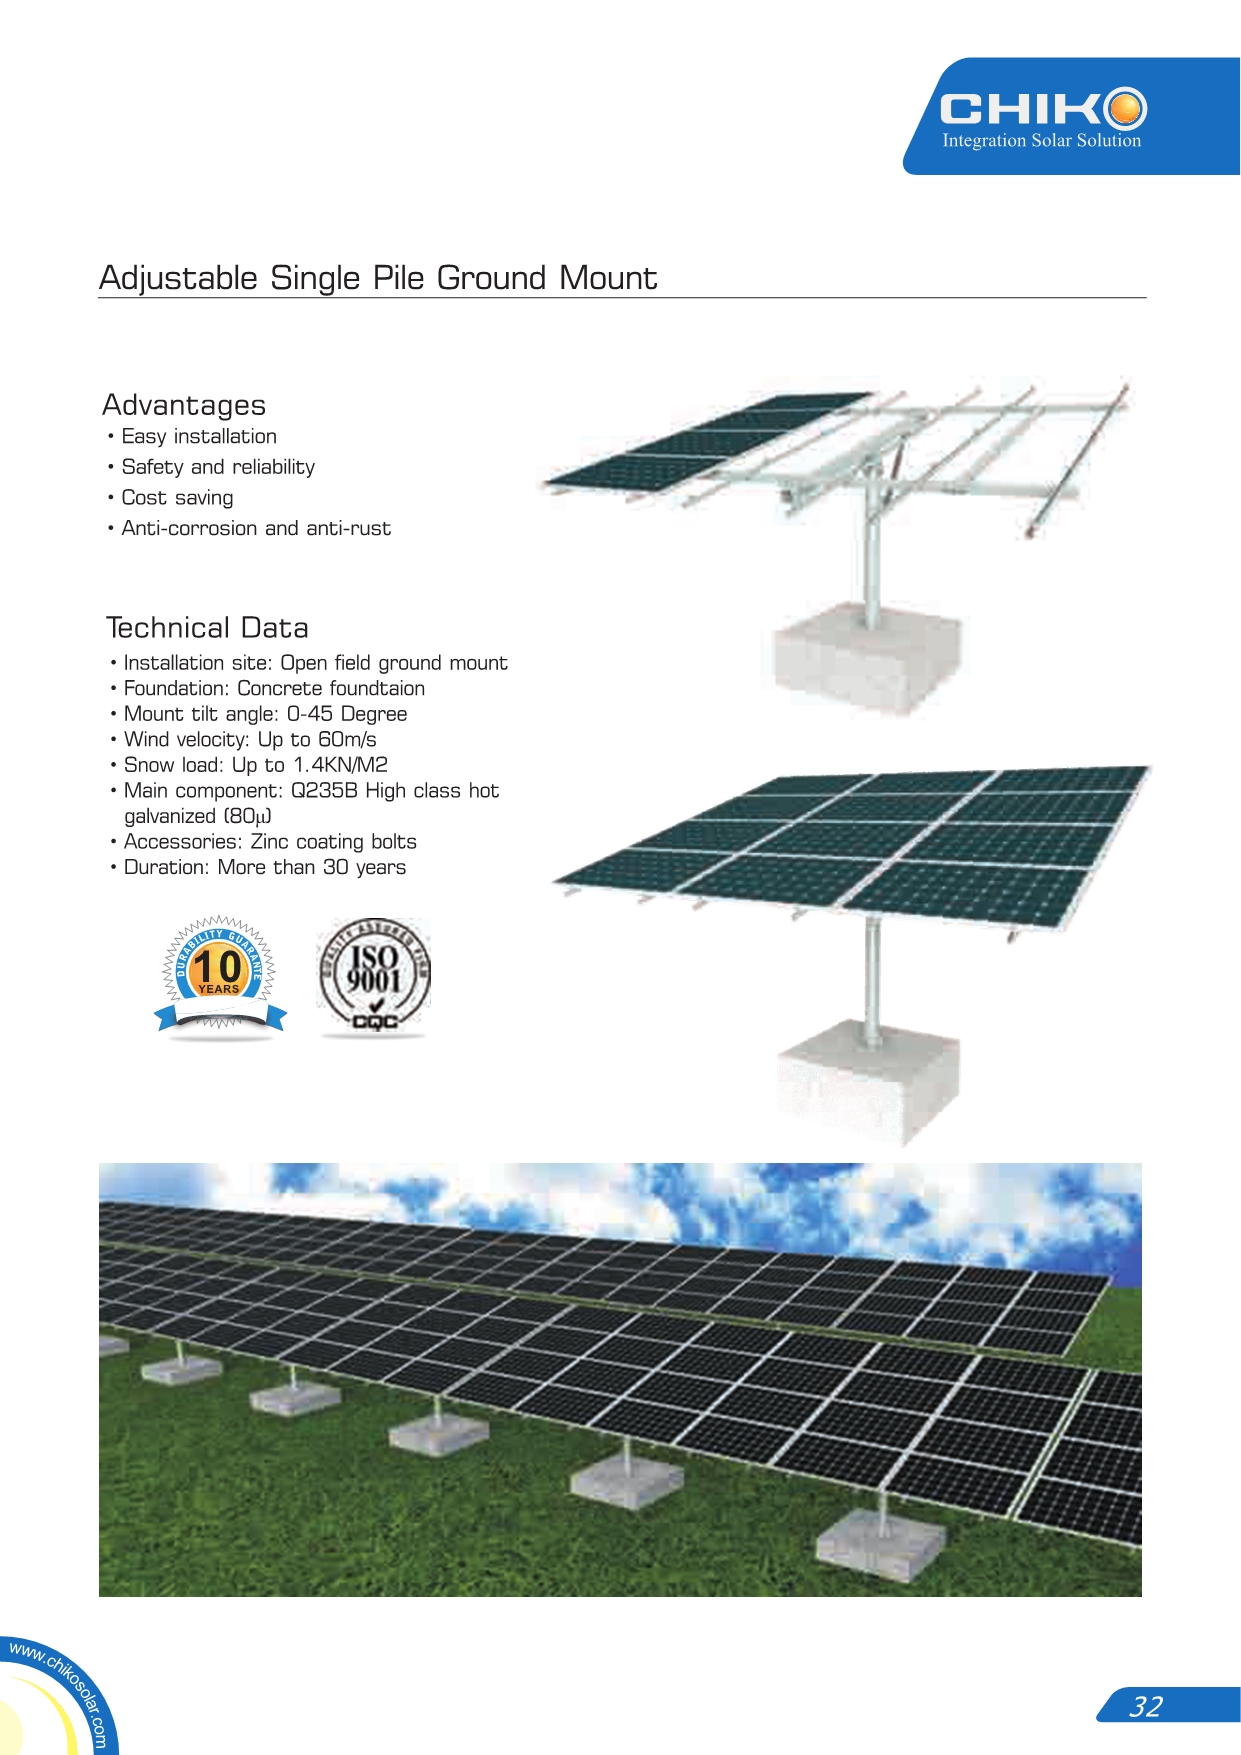 CHIKO
Integration Solar Solution
Adjustable Single Pile Ground Mount
Advantages
• Easy installation
• Safety and reliability
• Cost saving
• Anti-corrosion and anti-rust
Technical Data
• Installation site: Open field ground mount
• Foundation: Concrete foundtaion
• Mount tilt angle: 0-45 Degree
• Wind velocity: Up to 60m/s
• Snow load: Up to 1.4KN/M2
• Main component: Q235B High class hot
galvanized (80μ)
• Accessories: Zinc coating bolts
• Duration: More than 30 years
DURABILITY GUARANTE
10
YEARS
QUALITY ASSURED FIRM
ISO
9001
CQC
www.chikosolar.com
32